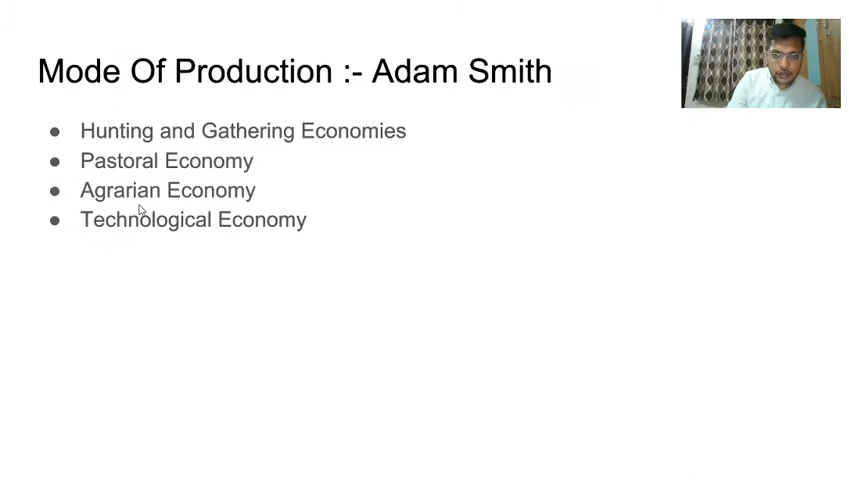 Mode Of Production :- Adam Smith
● Hunting and Gathering Economies
● Pastoral Economy
● Agrarian Economy
● Technological Economy